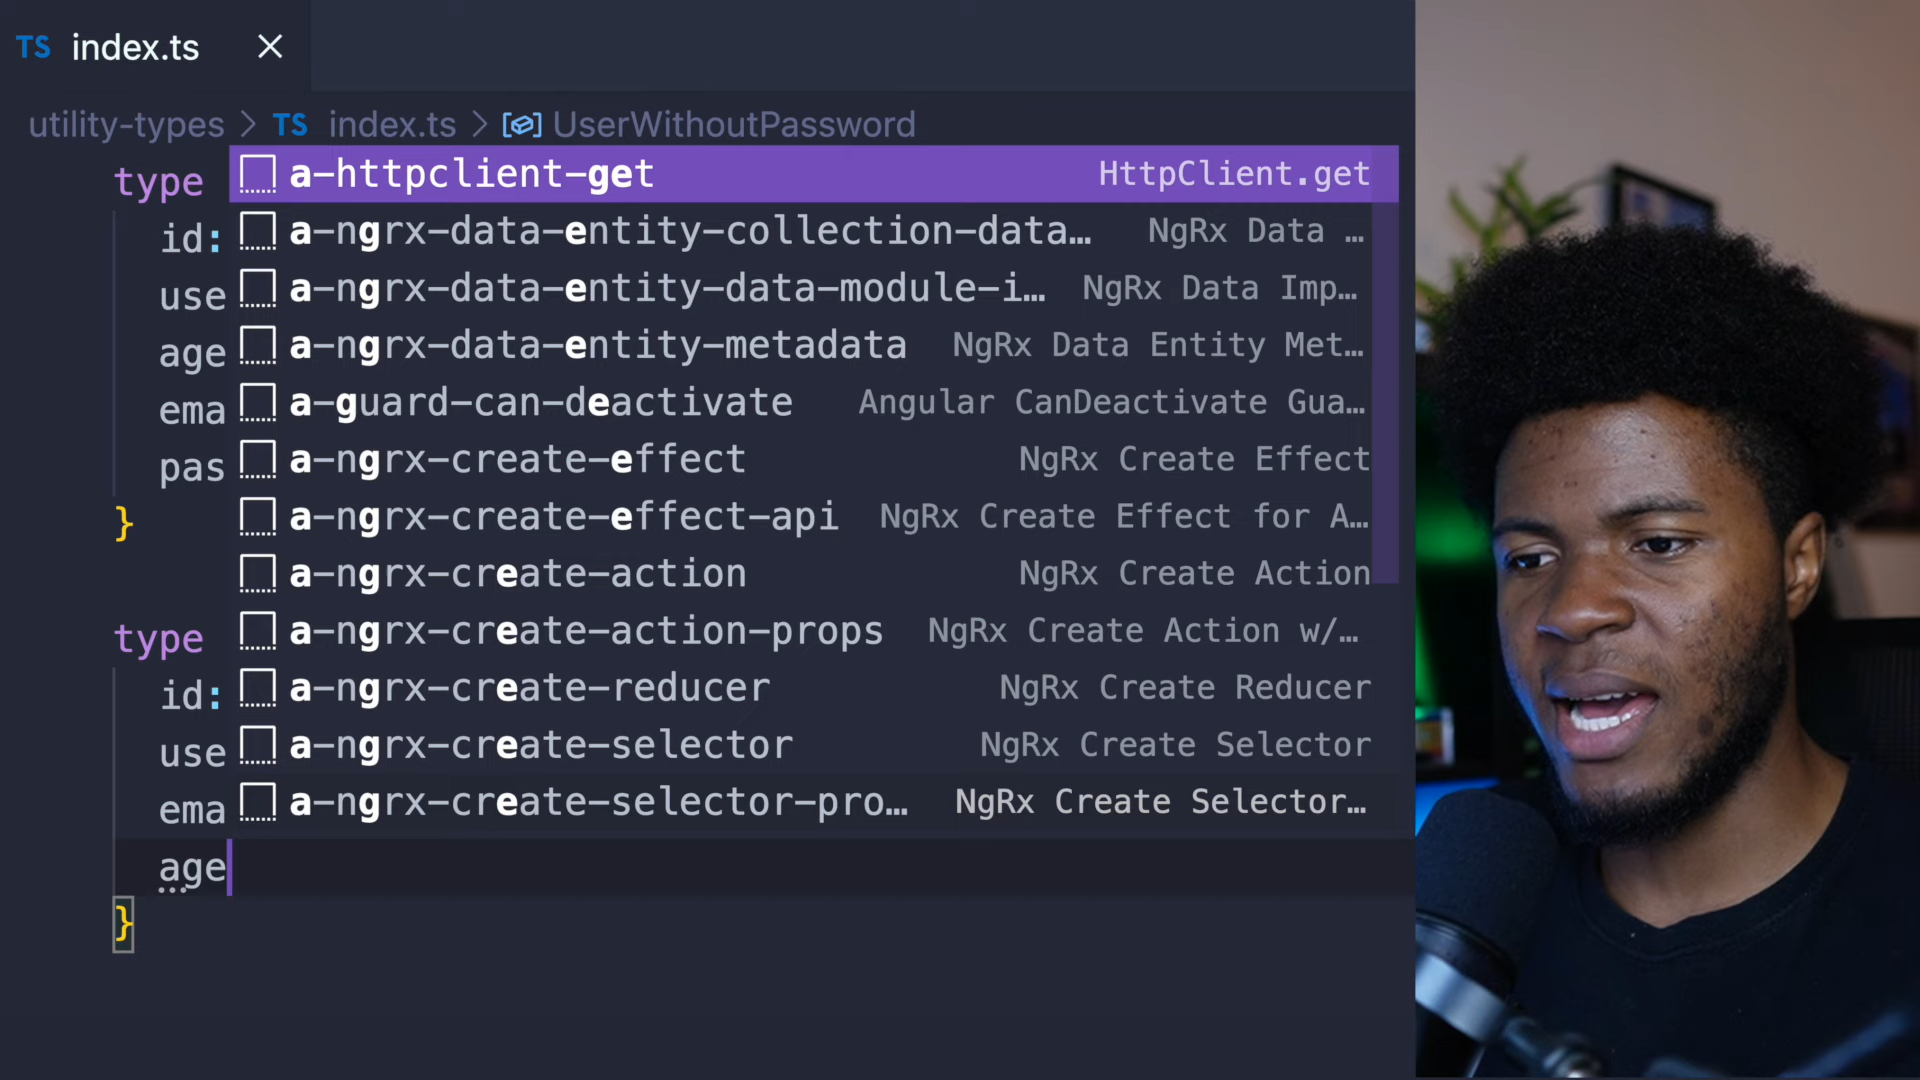 TS index.ts
utility-types > TS index.ts > UserWithoutPassword
type a-httpclient-get HttpClient.get
id: a-ngrx-data-entity-collection-data… NgRx Data …
use a-ngrx-data-entity-data-module-i… NgRx Data Imp…
age a-ngrx-data-entity-metadata NgRx Data Entity Met…
ema a-guard-can-deactivate Angular CanDeactivate Gua…
pas a-ngrx-create-effect NgRx Create Effect
} a-ngrx-create-effect-api NgRx Create Effect for A…
a-ngrx-create-action NgRx Create Action
type a-ngrx-create-action-props NgRx Create Action w/…
id: a-ngrx-create-reducer NgRx Create Reducer
use a-ngrx-create-selector NgRx Create Selector
ema a-ngrx-create-selector-pro… NgRx Create Selector…
age
}